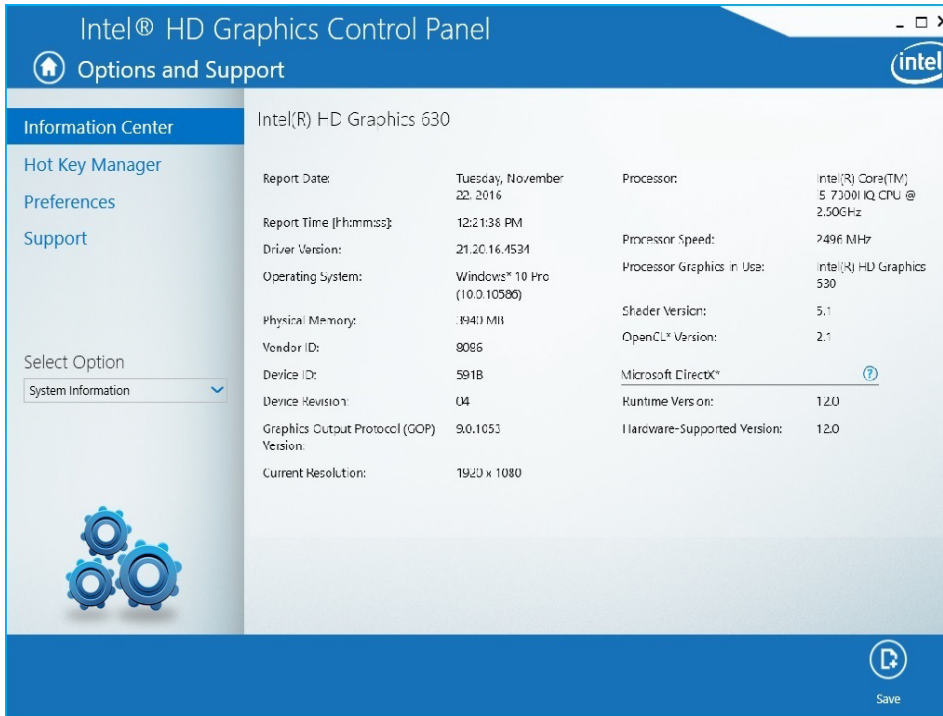 Intel® HD Graphics Control Panel
Options and Support
intel
Information Center
Hot Key Manager
Preferences
Support
Select Option
System Information
Intel(R) HD Graphics 630
Report Date: Tuesday, November
22, 2016
Report Time [hh:mm:ss]: 12:21:38 PM
Driver Version: 21.20.16.4534
Operating System: Windows* 10 Pro
(10.0.10586)
Physical Memory: 3940 MB
Vendor ID: 8086
Device ID: 591B
Device Revision: 04
Graphics Output Protocol (GOP) 9.0.1053
Version:
Current Resolution: 1920 x 1080
Processor: Intel(R) Core(TM)
i5-7300HQ CPU @
2.50GHz
Processor Speed: 2496 MHz
Processor Graphics in Use: Intel(R) HD Graphics
630
Shader Version: 5.1
OpenCL* Version: 2.1
Microsoft DirectX* ?
Runtime Version: 12.0
Hardware-Supported Version: 12.0
Save